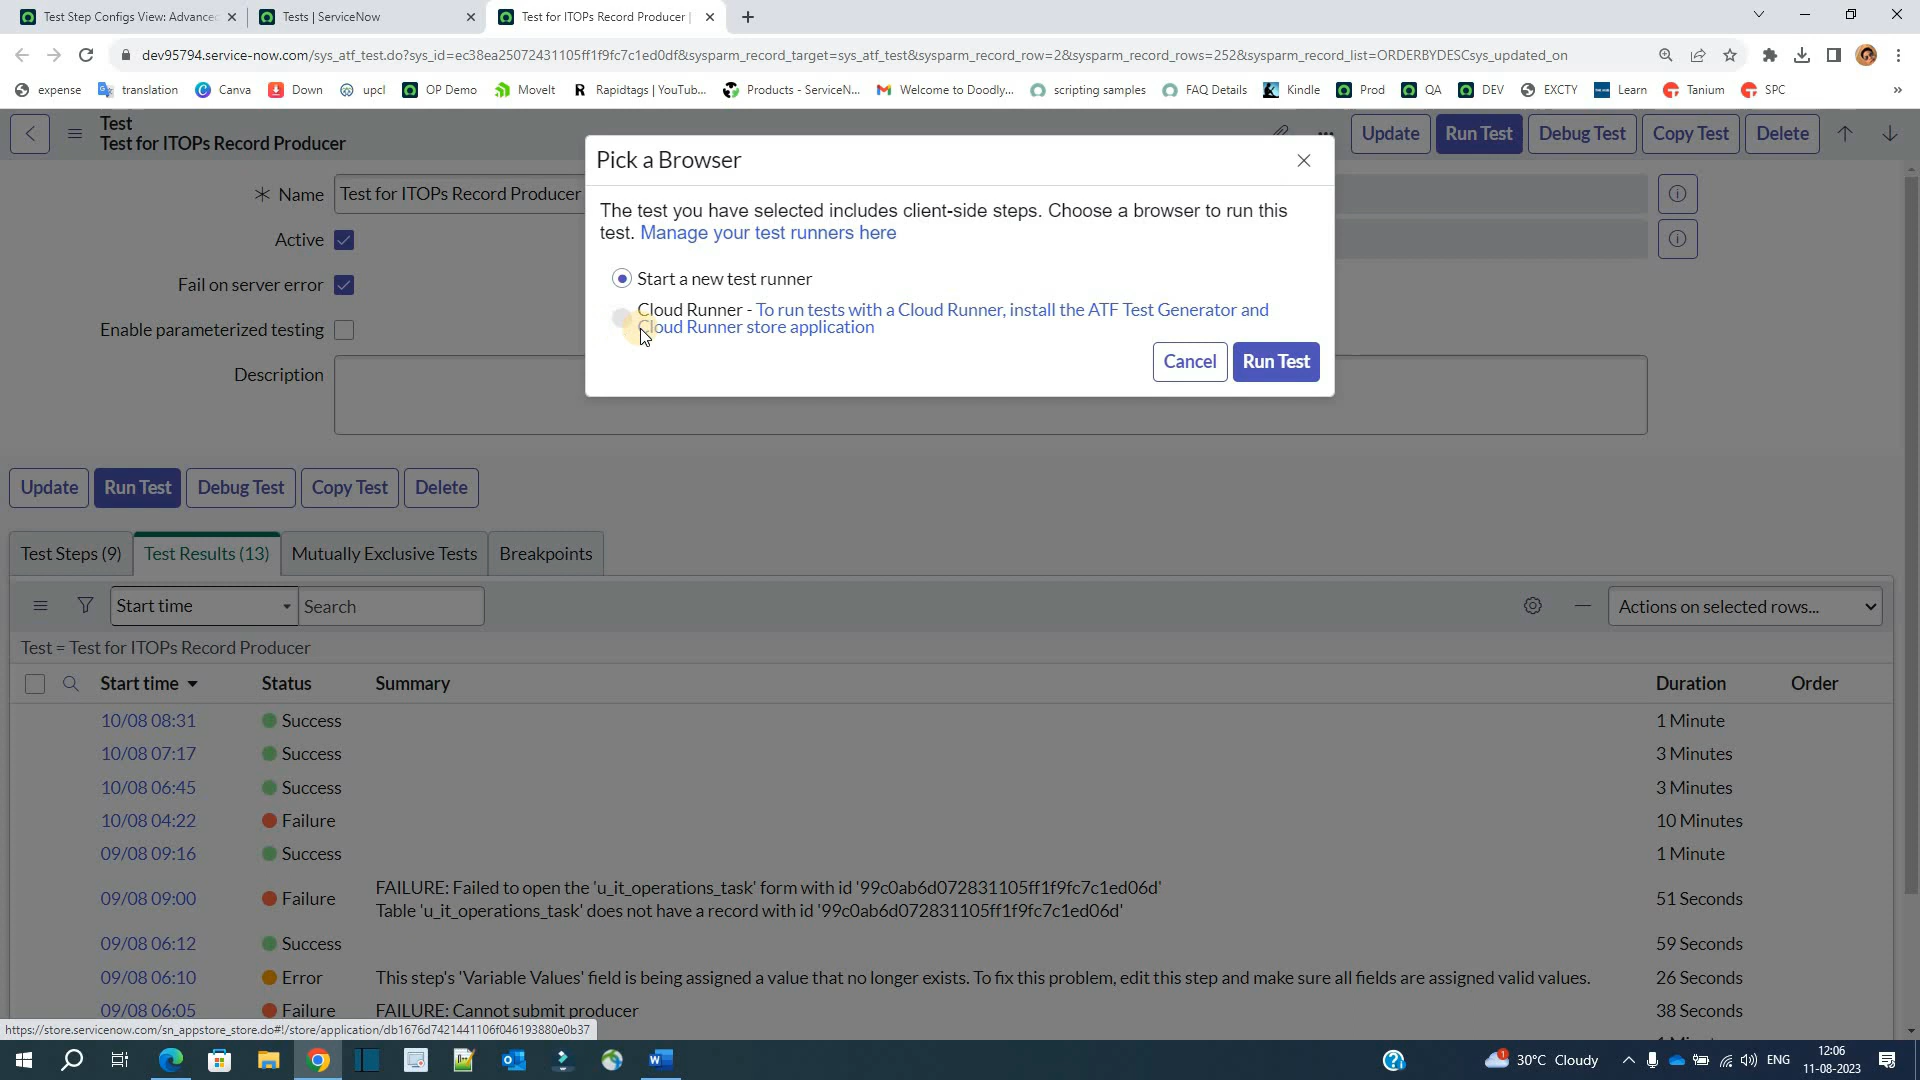 Test Step Configs View: Advance
Tests | ServiceNow
Test for ITOPs Record Producer |
dev95794.service-now.com/sys_atf_test.do?sys_id=ec38ea25072431105ff1f9fc7c1ed0df&sysparm_record_target=sys_atf_test&sysparm_record_row=2&sysparm_record_rows=252&sysparm_record_list=ORDERBYDESCsys_updated_on
expense
translation
Canva
Down
upcl
OP Demo
MoveIt
Rapidtags | YouTub...
Products - ServiceN...
Welcome to Doodly...
scripting samples
FAQ Details
Kindle
Prod
QA
DEV
EXCTY
Learn
Tanium
SPC
»
Test
Test for ITOPs Record Producer
Update
Run Test
Debug Test
Copy Test
Delete
Pick a Browser
The test you have selected includes client-side steps. Choose a browser to run this
test. Manage your test runners here
Start a new test runner
Cloud Runner - To run tests with a Cloud Runner, install the ATF Test Generator and
Cloud Runner store application
Cancel
Run Test
Name
Test for ITOPs Record Producer
Active
Fail on server error
Enable parameterized testing
Description
Update
Run Test
Debug Test
Copy Test
Delete
Test Steps (9)
Test Results (13)
Mutually Exclusive Tests
Breakpoints
Start time
Search
Actions on selected rows...
Test = Test for ITOPs Record Producer
Start time Status Summary Duration Order
10/08 08:31 Success 1 Minute
10/08 07:17 Success 3 Minutes
10/08 06:45 Success 3 Minutes
10/08 04:22 Failure 10 Minutes
09/08 09:16 Success 1 Minute
09/08 09:00 Failure FAILURE: Failed to open the 'u_it_operations_task' form with id '99c0ab6d072831105ff1f9fc7c1ed06d' 51 Seconds
Table 'u_it_operations_task' does not have a record with id '99c0ab6d072831105ff1f9fc7c1ed06d'
09/08 06:12 Success 59 Seconds
09/08 06:10 Error This step's 'Variable Values' field is being assigned a value that no longer exists. To fix this problem, edit this step and make sure all fields are assigned valid values. 26 Seconds
09/08 06:05 Failure FAILURE: Cannot submit producer 38 Seconds
https://store.servicenow.com/sn_appstore_store.do#!/store/application/db1676d7421441106f046193880e0b37
1
30°C Cloudy
ENG
12:06
11-08-2023